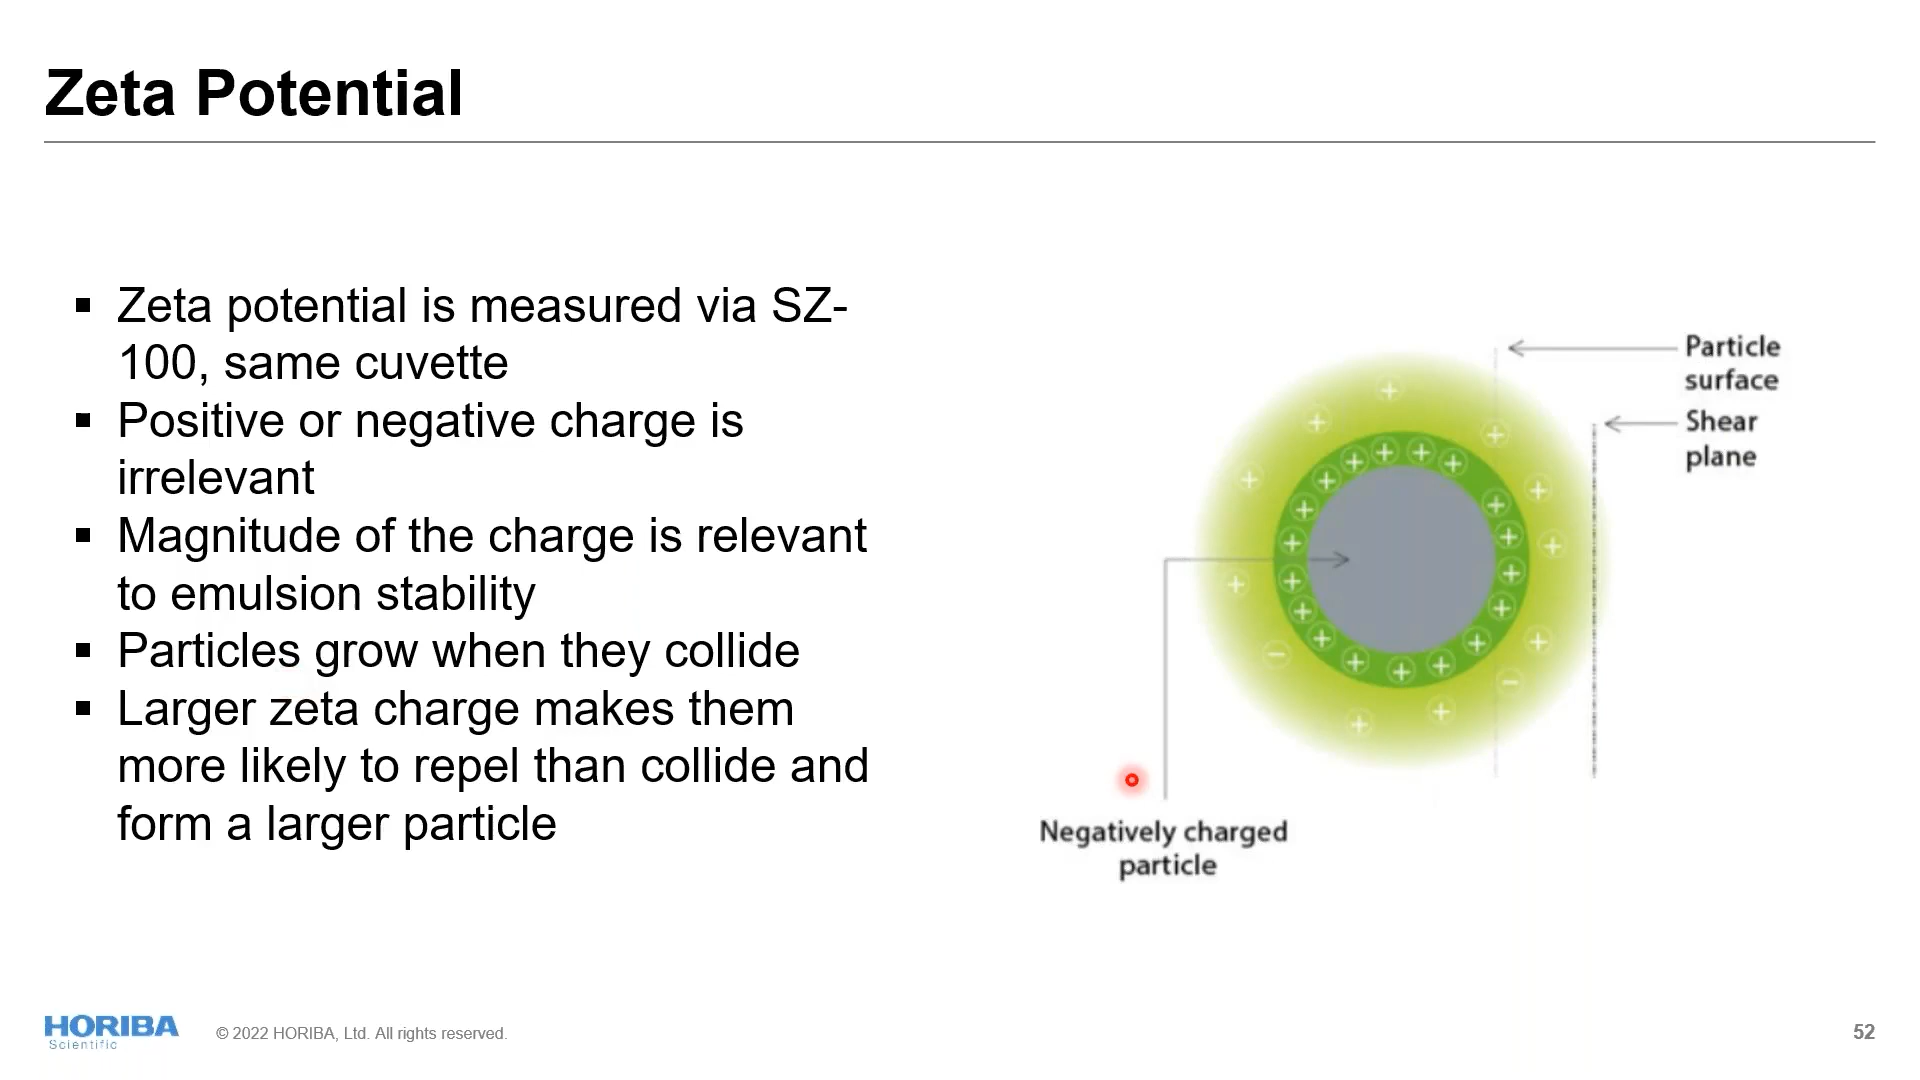 Zeta Potential
▪ Zeta potential is measured via SZ-
100, same cuvette
▪ Positive or negative charge is
irrelevant
▪ Magnitude of the charge is relevant
to emulsion stability
▪ Particles grow when they collide
▪ Larger zeta charge makes them
more likely to repel than collide and
form a larger particle
Particle
surface
Shear
plane
Negatively charged
particle
HORIBA
Scientific
© 2022 HORIBA, Ltd. All rights reserved.
52